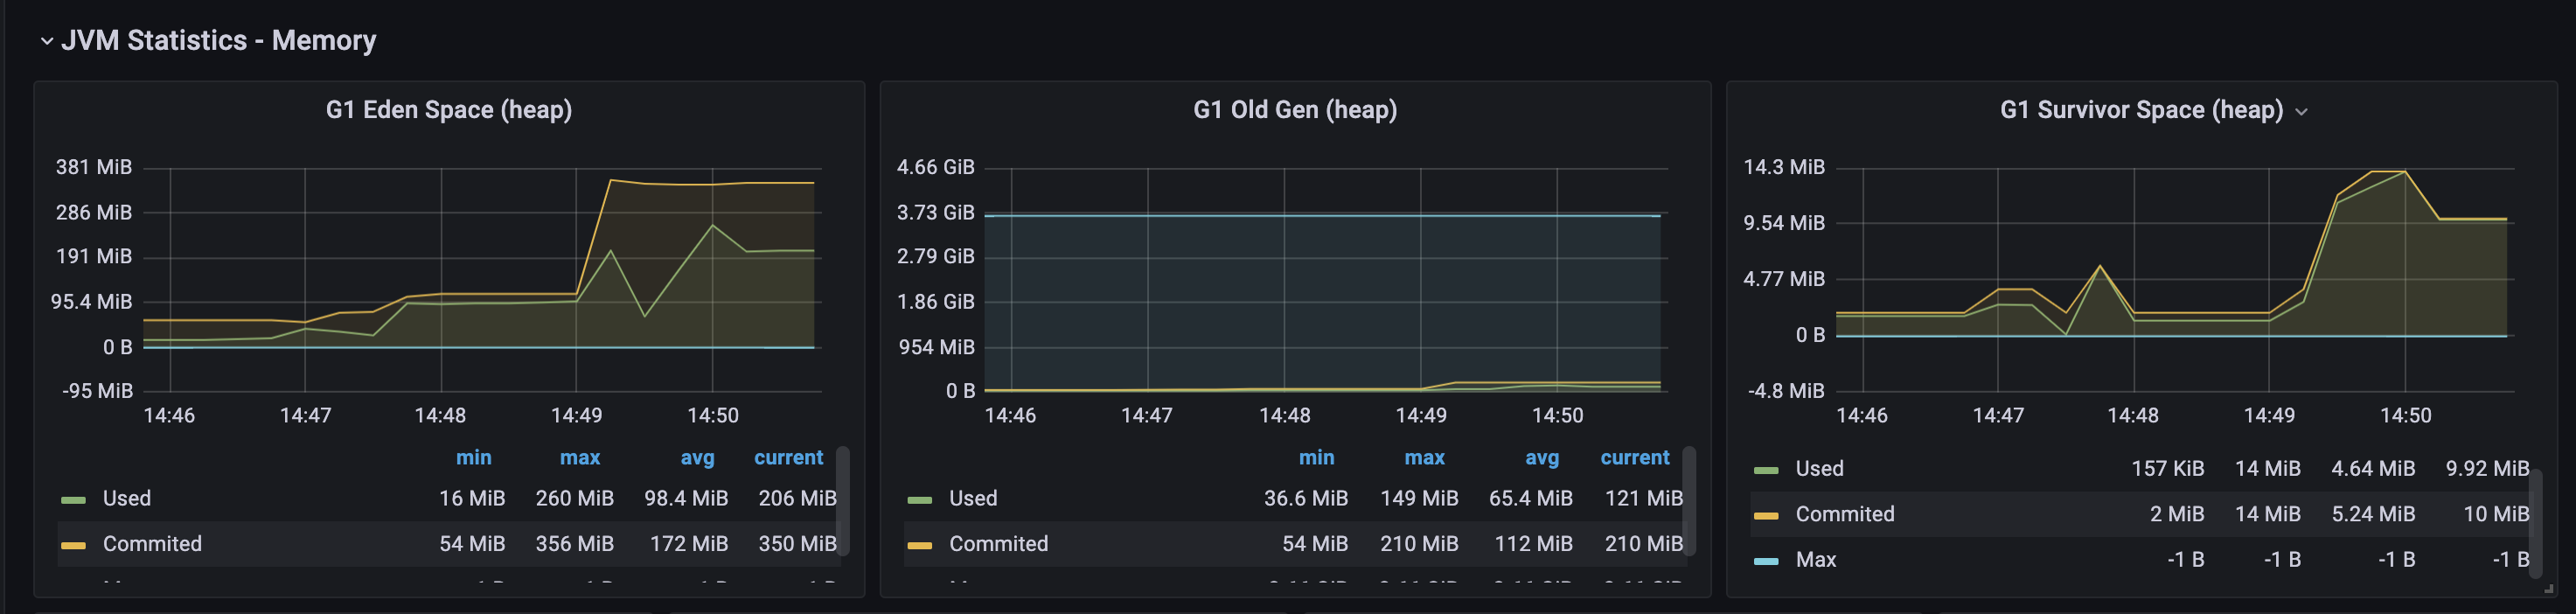 JVM Statistics - Memory
G1 Eden Space (heap)
381 MiB
286 MiB
191 MiB
95.4 MiB
0 B
-95 MiB
14:46 14:47 14:48 14:49 14:50
min max avg current
Used 16 MiB 260 MiB 98.4 MiB 206 MiB
Commited 54 MiB 356 MiB 172 MiB 350 MiB
G1 Old Gen (heap)
4.66 GiB
3.73 GiB
2.79 GiB
1.86 GiB
954 MiB
0 B
14:46 14:47 14:48 14:49 14:50
min max avg current
Used 36.6 MiB 149 MiB 65.4 MiB 121 MiB
Commited 54 MiB 210 MiB 112 MiB 210 MiB
G1 Survivor Space (heap)
14.3 MiB
9.54 MiB
4.77 MiB
0 B
-4.8 MiB
14:46 14:47 14:48 14:49 14:50
Used 157 KiB 14 MiB 4.64 MiB 9.92 MiB
Commited 2 MiB 14 MiB 5.24 MiB 10 MiB
Max -1 B -1 B -1 B -1 B